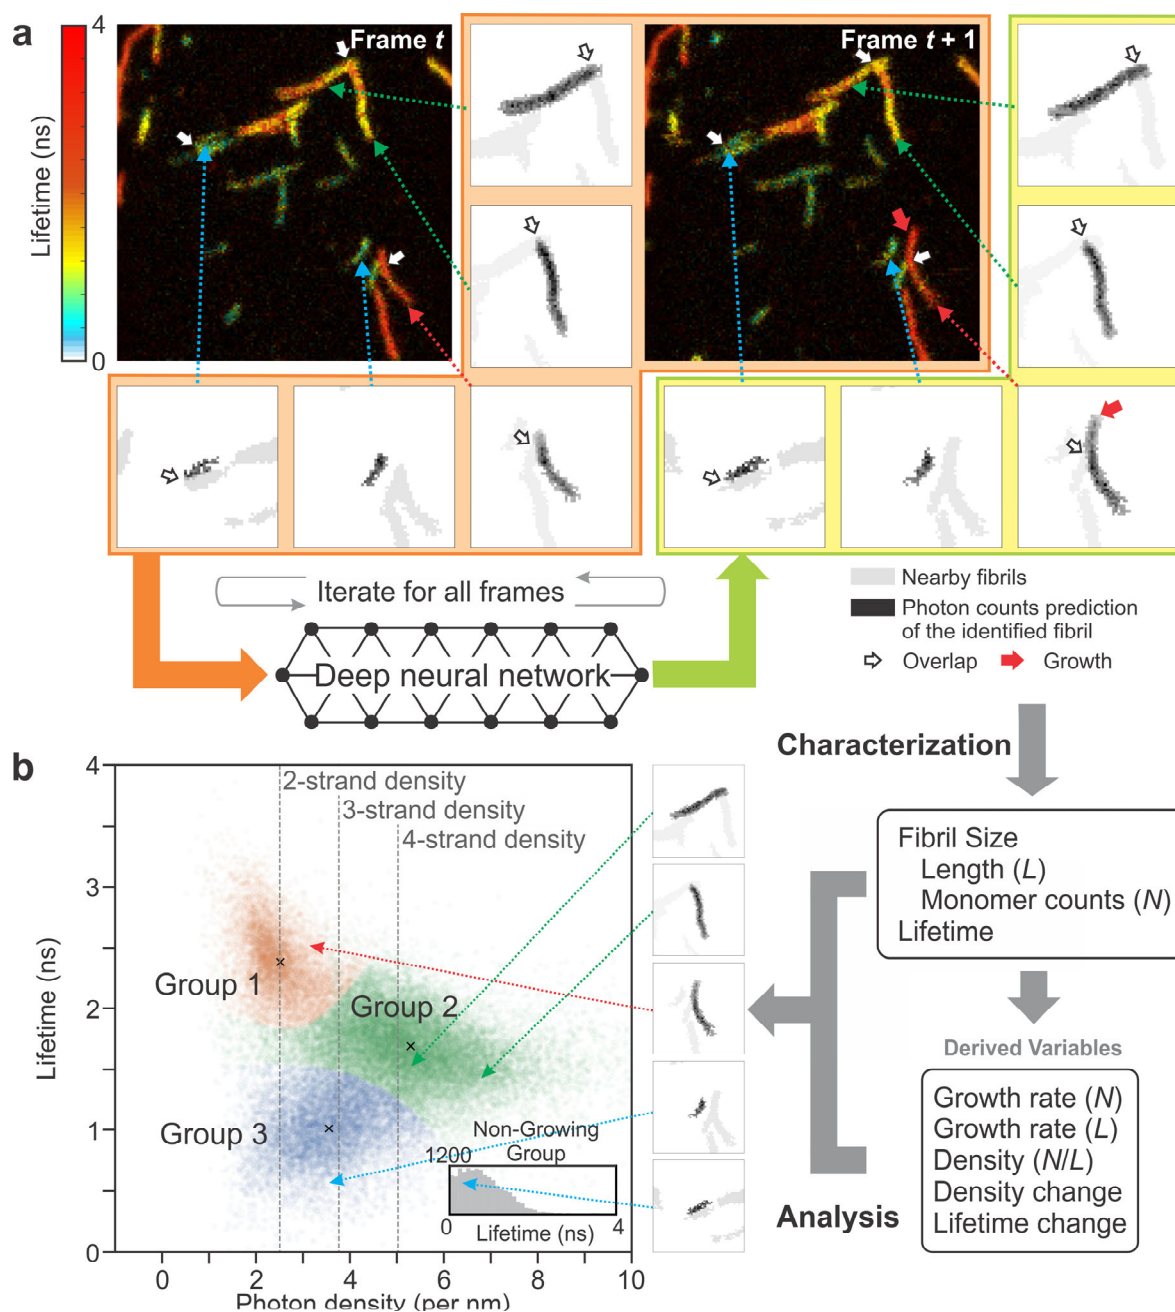 a
4
Lifetime (ns)
0
Frame t
Frame t + 1
Iterate for all frames
Deep neural network
Nearby fibrils
Photon counts prediction
of the identified fibril
Overlap
Growth
Characterization
Fibril Size
Length (L)
Monomer counts (N)
Lifetime
Derived Variables
Growth rate (N)
Growth rate (L)
Density (N/L)
Density change
Lifetime change
Analysis
b
4
3
2
1
0
Lifetime (ns)
2-strand density
3-strand density
4-strand density
Group 1
Group 2
Group 3
Non-Growing
Group
1200
0
4
Lifetime (ns)
0 2 4 6 8 10
Photon density (per nm)